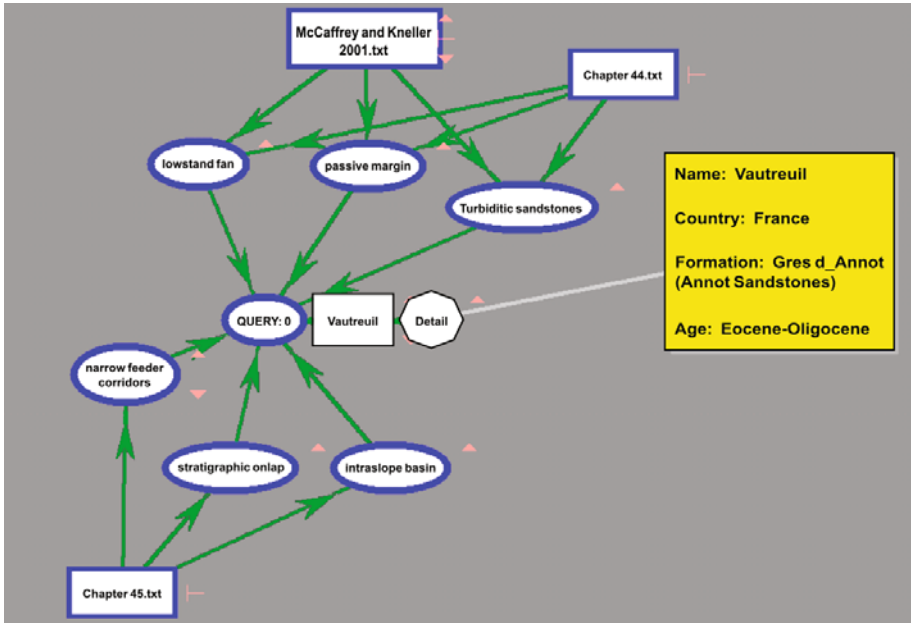 McCaffrey and Kneller
2001.txt
Chapter 44.txt
lowstand fan
passive margin
Turbiditic sandstones
Name: Vautreuil
Country: France
Formation: Gres d_Annot
(Annot Sandstones)
Age: Eocene-Oligocene
QUERY: 0
Vautreuil
Detail
narrow feeder
corridors
stratigraphic onlap
intraslope basin
Chapter 45.txt